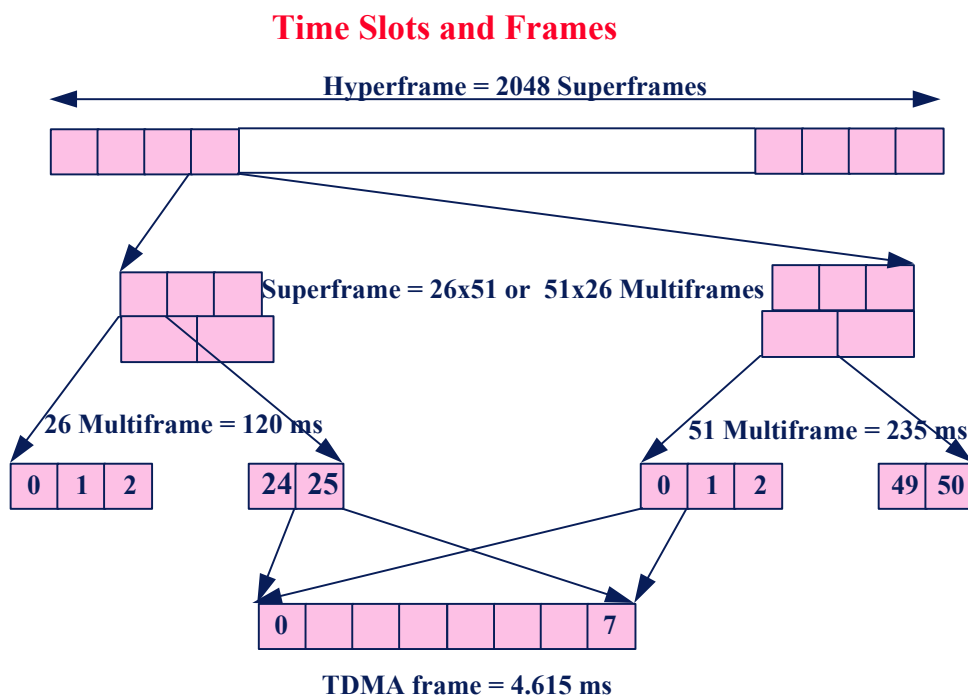 Time Slots and Frames
Hyperframe = 2048 Superframes
Superframe = 26x51 or 51x26 Multiframes
26 Multiframe = 120 ms
51 Multiframe = 235 ms
0 1 2 24 25 0 1 2 49 50
0 7
TDMA frame = 4.615 ms